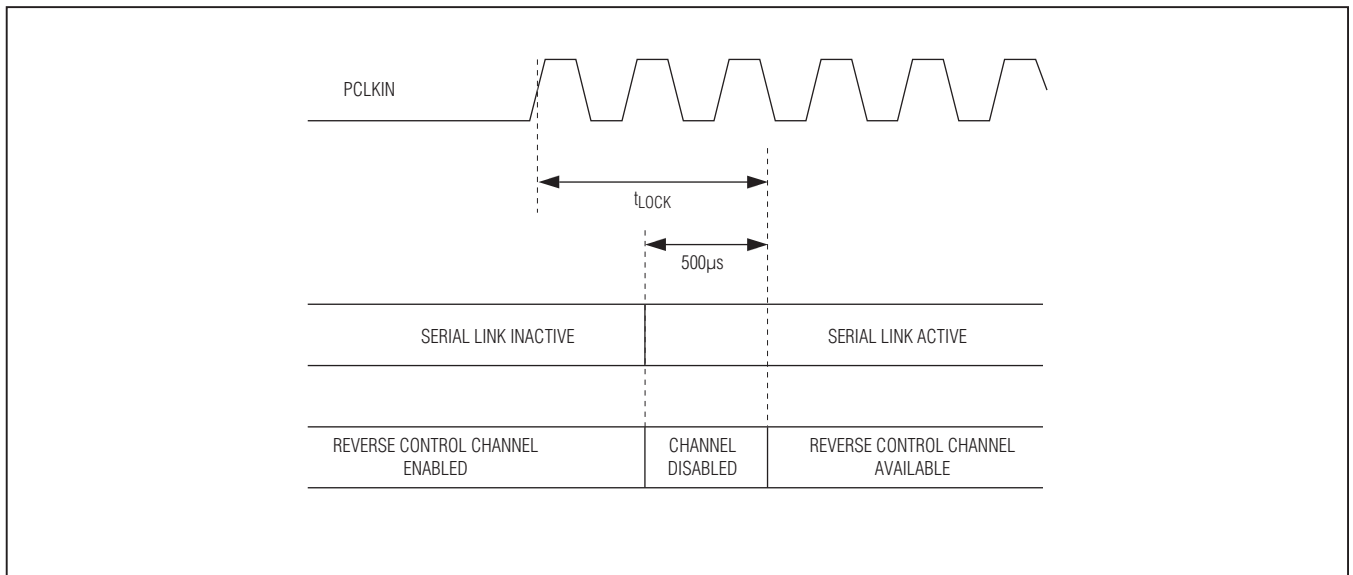 PCLKIN
tLOCK
500µs
SERIAL LINK INACTIVE
SERIAL LINK ACTIVE
REVERSE CONTROL CHANNEL
ENABLED
CHANNEL
DISABLED
REVERSE CONTROL CHANNEL
AVAILABLE